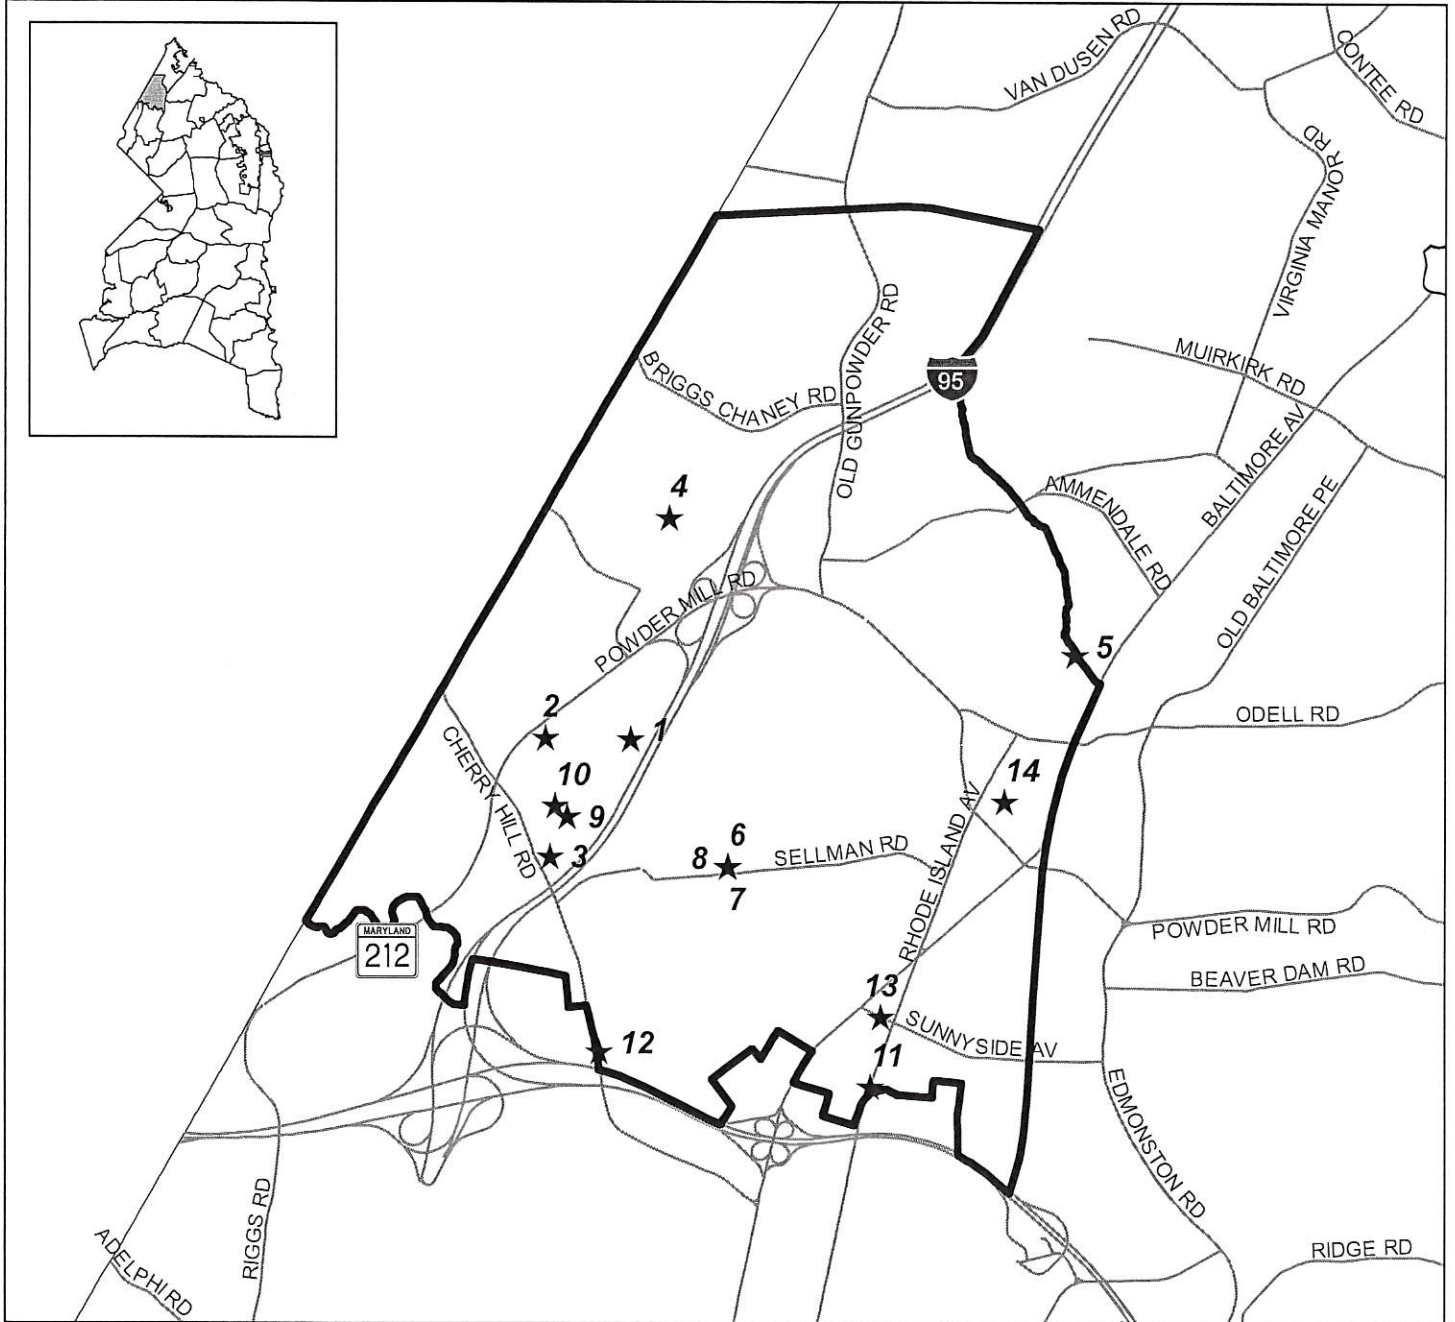 VAN DUSEN RD
CONTEE RD
VIRGINIA MANOR RD
OLD GUNPOWDER RD
BRIGGS CHANEY RD
95
MUIRKIRK RD
BALTIMORE AV
4
AMMENDALE RD
OLD BALTIMORE PE
POWDER MILL RD
5
2
1
ODELL RD
CHERRY HILL RD
10
9
14
3
6
8
SELLMAN RD
7
RHODE ISLAND AV
MARYLAND
212
POWDER MILL RD
BEAVER DAM RD
13
SUNNYSIDE AV
12
11
EDMONSTON RD
RIGGS RD
ADELPHI RD
RIDGE RD